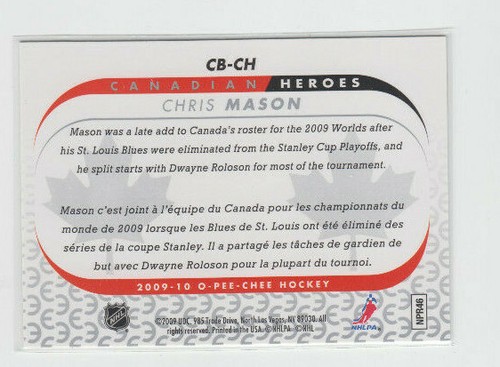 CB-CH
CANADIAN HEROES
CHRIS MASON
Mason was a late add to Canada's roster for the 2009 Worlds after
his St. Louis Blues were eliminated from the Stanley Cup Playoffs, and
he split starts with Dwayne Roloson for most of the tournament.
Mason c'est joint à l'équipe du Canada pour les championnats du
monde de 2009 lorsque les Blues de St. Louis ont été éliminé des
séries de la coupe Stanley. Il a partagé les tâches de gardien de
but avec Dwayne Roloson pour la plupart du tournoi.
2009-10 O-PEE-CHEE HOCKEY
NHL
©2009 UDC, 985 Trade Drive, North Las Vegas, NV 89030. All
rights reserved. Printed in the USA. ©NHLPA. ©NHL
NHLPA
NPR46